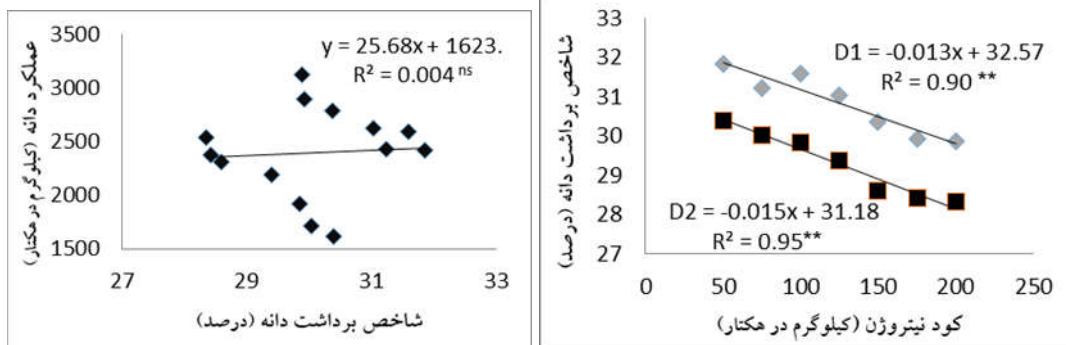 عملکرد دانه (کیلوگرم در هکتار)
3500
3000
2500
2000
1500
y = 25.68x + 1623.
R² = 0.004 ns
27
29
31
33
شاخص برداشت دانه (درصد)
شاخص برداشت دانه (درصد)
33
32
31
30
29
28
27
D1 = -0.013x + 32.57
R² = 0.90 **
D2 = -0.015x + 31.18
R² = 0.95**
0
50
100
150
200
250
کود نیتروژن (کیلوگرم در هکتار)